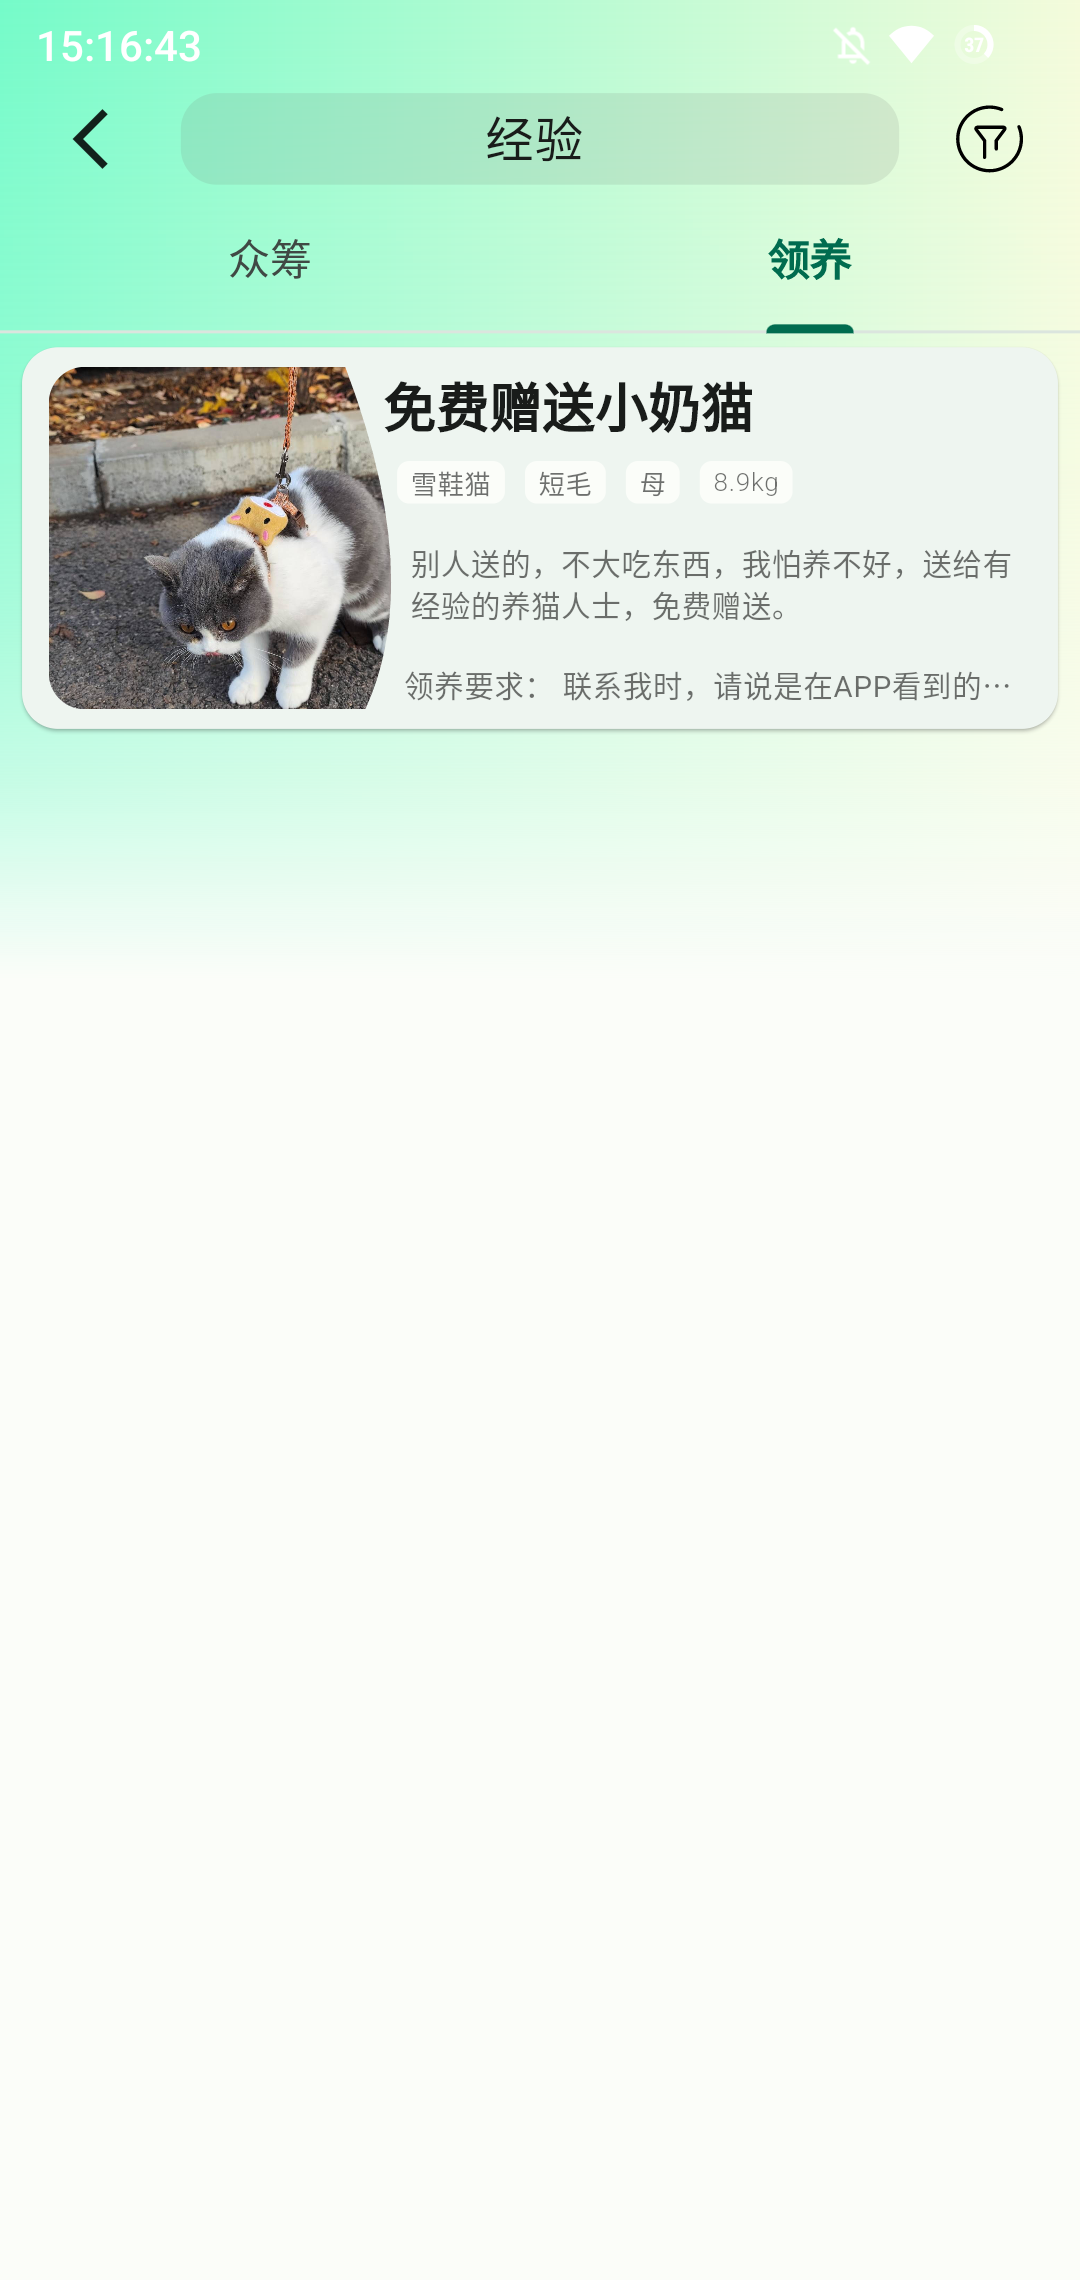 15:16:43
37
经验
众筹
领养
免费赠送小奶猫
雪鞋猫 短毛 母 8.9kg
别人送的，不大吃东西，我怕养不好，送给有
经验的养猫人士，免费赠送。
领养要求： 联系我时，请说是在APP看到的…